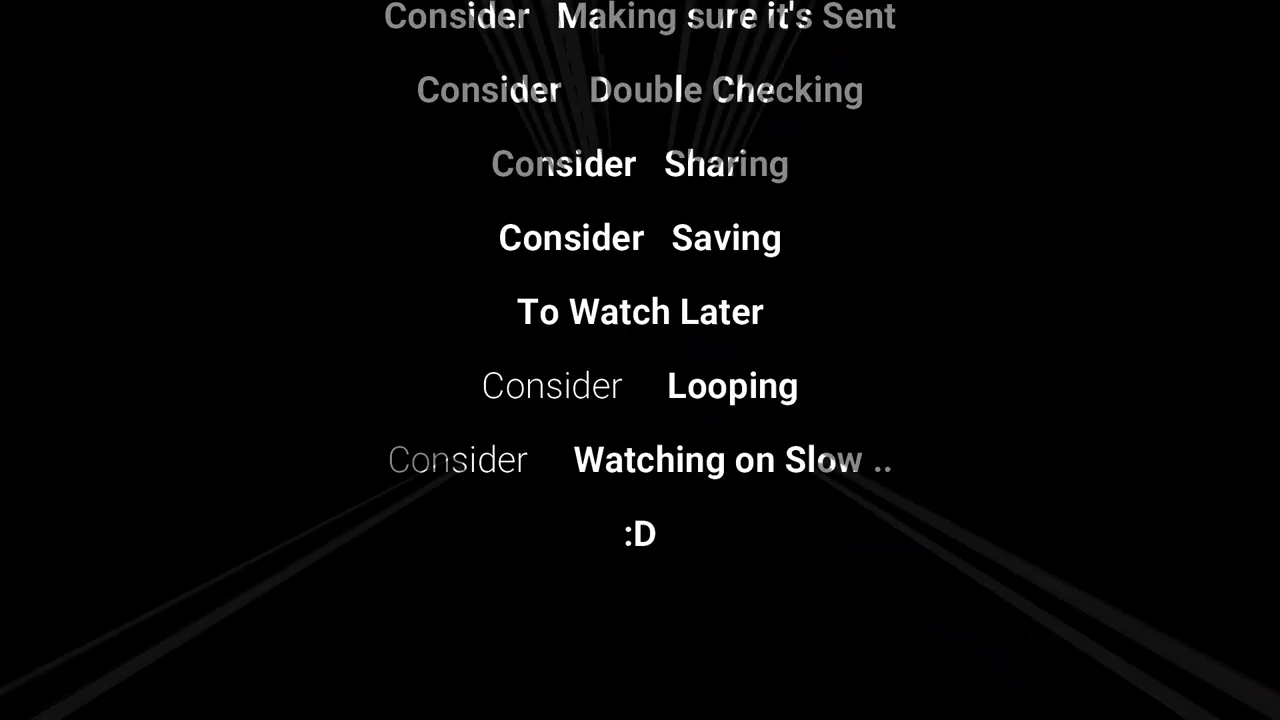 Consider Making sure it's Sent
Consider Double Checking
Consider Sharing
Consider Saving
To Watch Later
Consider Looping
Consider Watching on Slow ..
:D